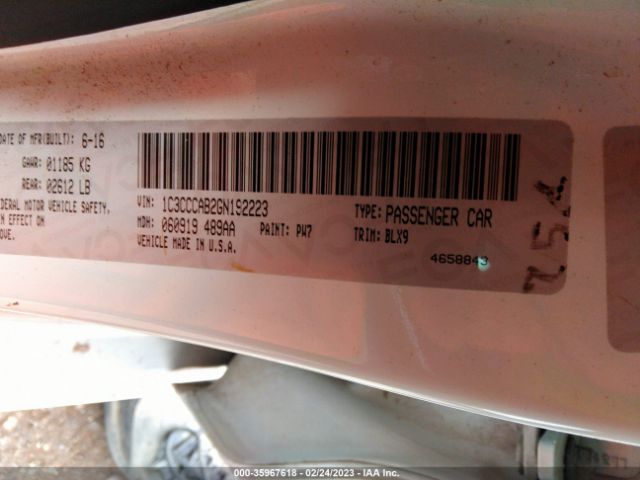 DATE OF MFR(BUILT): 6-16
GAWR: 01185 KG
REAR: 02612 LB
DERAL MOTOR VEHICLE SAFETY.
IN EFFECT ON
OVE.
VIN: 1C3CCCAB2GN192223
TYPE: PASSENGER CAR
MDH: 060919 489AA
PAINT: PW7
TRIM: BLX9
VEHICLE MADE IN U.S.A.
4658843
000-35967618 - 02/24/2023 - IAA Inc.